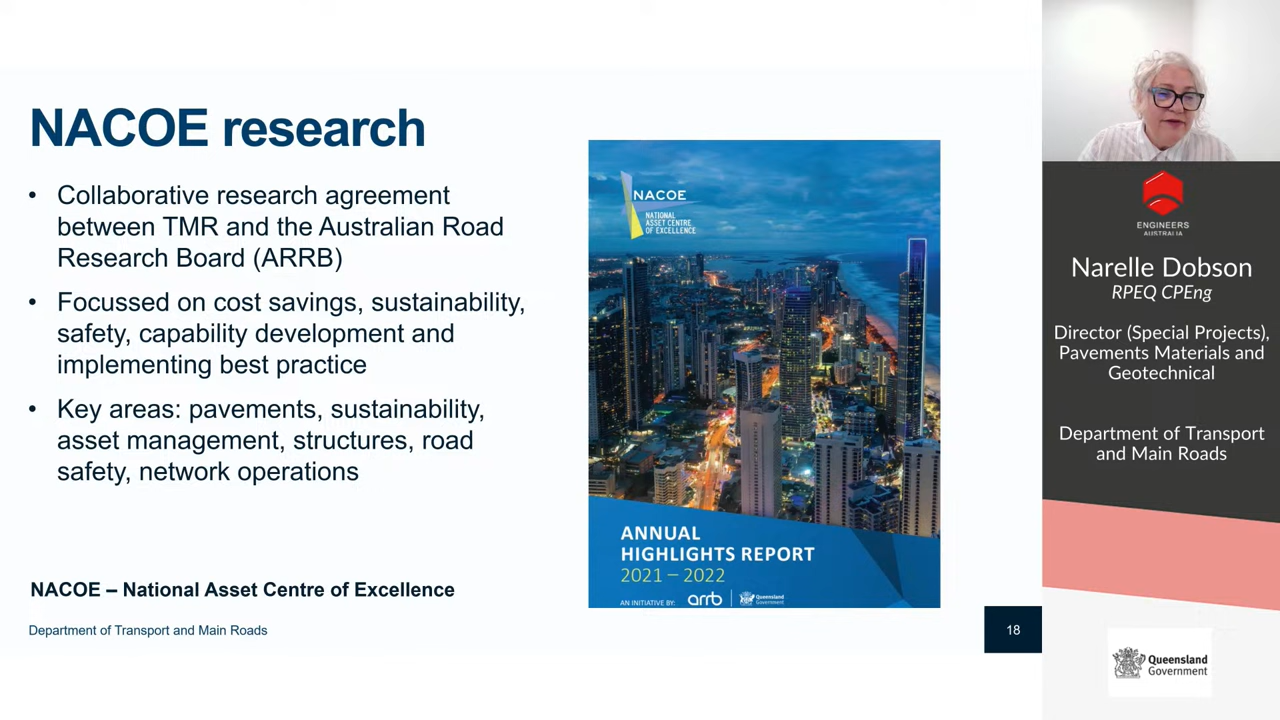 NACOE research
• Collaborative research agreement
between TMR and the Australian Road
Research Board (ARRB)
• Focussed on cost savings, sustainability,
safety, capability development and
implementing best practice
• Key areas: pavements, sustainability,
asset management, structures, road
safety, network operations
NACOE – National Asset Centre of Excellence
Department of Transport and Main Roads
NACOE
NATIONAL
ASSET CENTRE
OF EXCELLENCE
ANNUAL
HIGHLIGHTS REPORT
2021 – 2022
AN INITIATIVE BY:
arrb
Queensland
Government
18
ENGINEERS
AUSTRALIA
Narelle Dobson
RPEQ CPEng
Director (Special Projects),
Pavements Materials and
Geotechnical
Department of Transport
and Main Roads
Queensland
Government